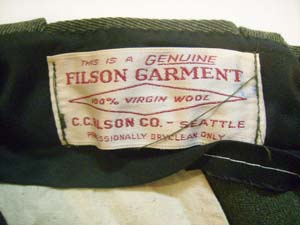 THIS IS A GENUINE
FILSON GARMENT
100% VIRGIN WOOL
C.C. FILSON CO. - SEATTLE
PROFESSIONALLY DRYCLEAN ONLY